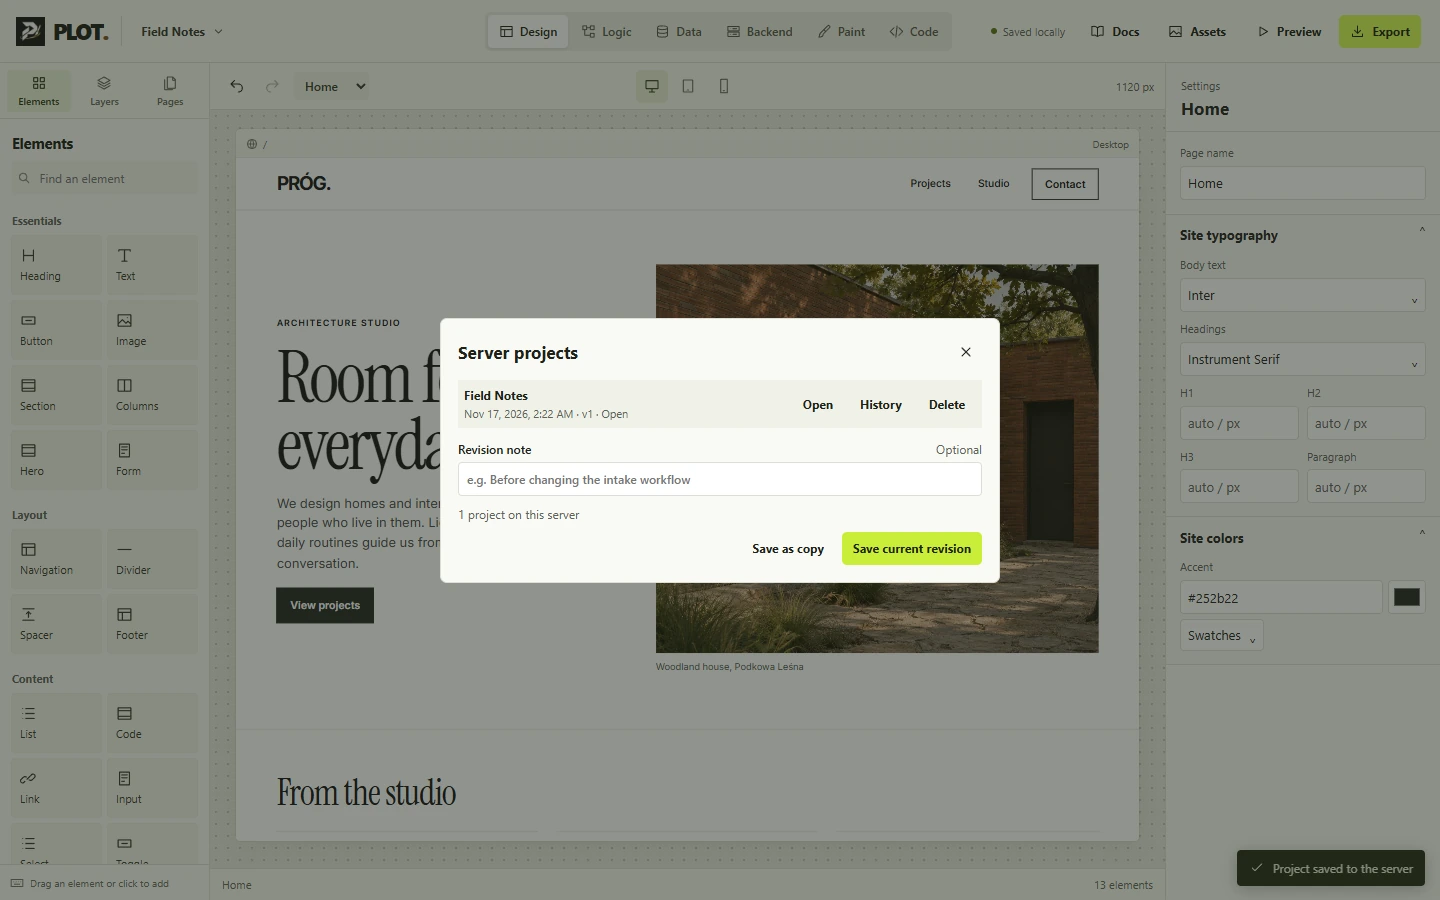 PLOT.
Field Notes
Design
Logic
Data
Backend
Paint
Code
Saved locally
Docs
Assets
Preview
Export
Elements
Layers
Pages
Home
1120 px
Settings
Home
Elements
Find an element
Essentials
Heading
Text
Button
Image
Section
Columns
Hero
Form
Layout
Navigation
Divider
Spacer
Footer
Content
List
Code
Link
Input
Select
Toggle
Drag an element or click to add
/
Desktop
PRÓG.
Projects
Studio
Contact
ARCHITECTURE STUDIO
Room f
everyda
We design homes and inter
people who live in them. Li
daily routines guide us from
conversation.
View projects
Woodland house, Podkowa Leśna
From the studio
Server projects
Field Notes
Nov 17, 2026, 2:22 AM · v1 · Open
Open
History
Delete
Revision note
Optional
e.g. Before changing the intake workflow
1 project on this server
Save as copy
Save current revision
Page name
Home
Site typography
Body text
Inter
Headings
Instrument Serif
H1
H2
auto / px
auto / px
H3
Paragraph
auto / px
auto / px
Site colors
Accent
#252b22
Swatches
Project saved to the server
Home
13 elements